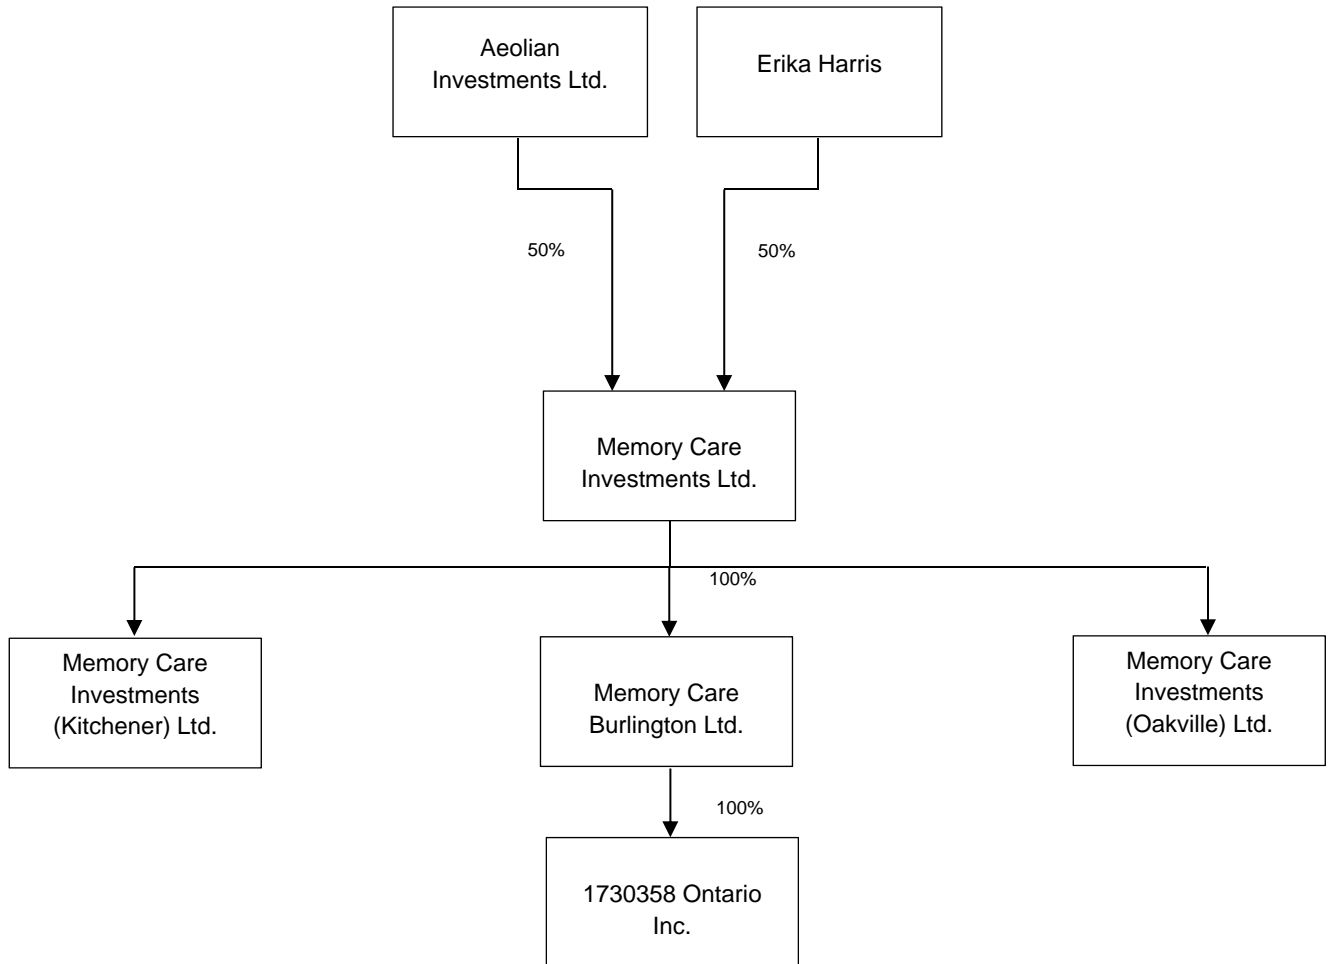 Aeolian
Investments Ltd.
Erika Harris
50%
50%
Memory Care
Investments Ltd.
100%
Memory Care
Investments
(Kitchener) Ltd.
Memory Care
Burlington Ltd.
Memory Care
Investments
(Oakville) Ltd.
100%
1730358 Ontario
Inc.